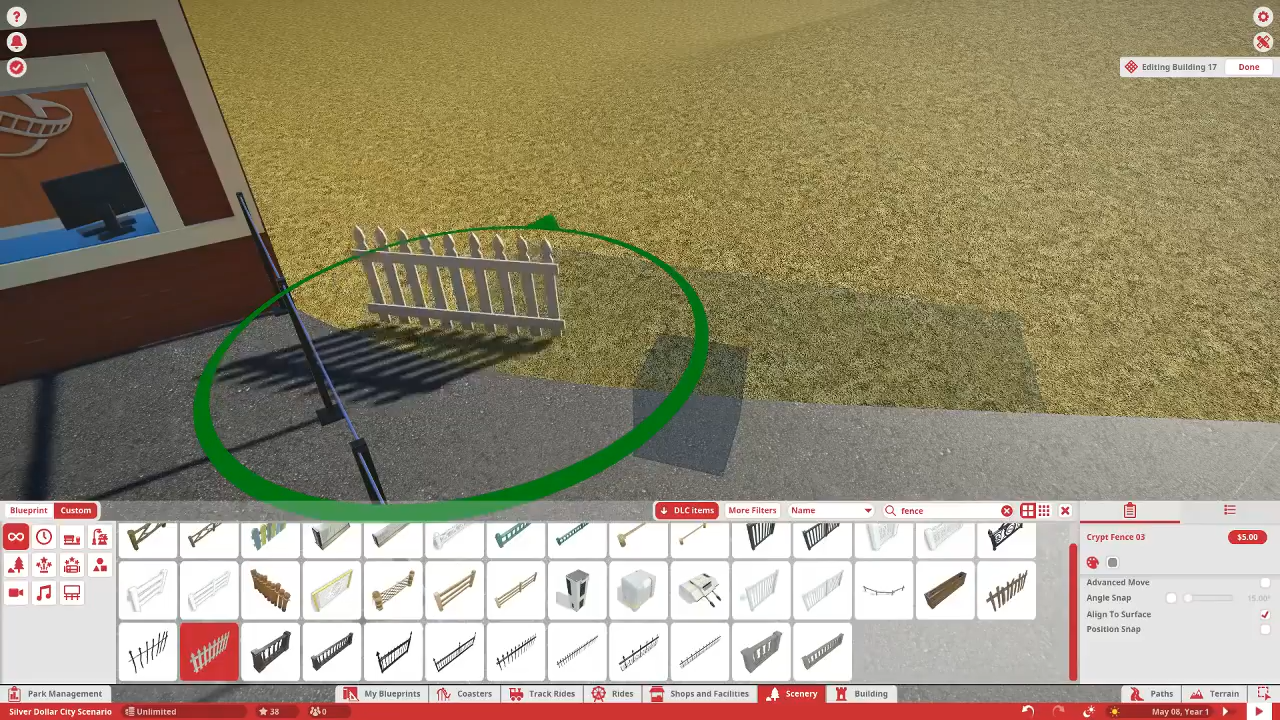 Editing Building 17 Done
Blueprint Custom DLC items More Filters Name fence
Crypt Fence 03 $5.00
Advanced Move
Angle Snap 15.00°
Align To Surface
Position Snap
Park Management My Blueprints Coasters Track Rides Rides Shops and Facilities Scenery Building Paths Terrain
Silver Dollar City Scenario Unlimited 38 0 May 08, Year 1